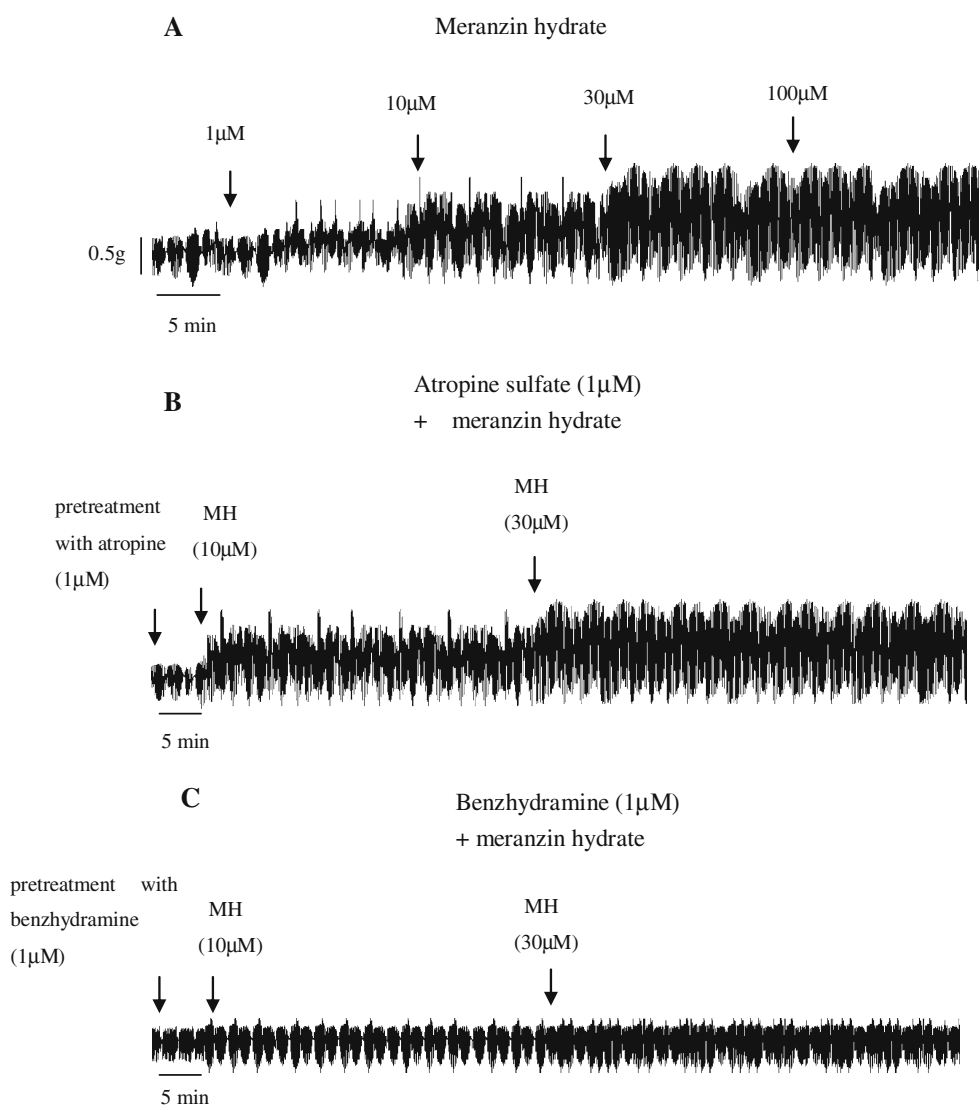 A
Meranzin hydrate
1μM
10μM
30μM
100μM
0.5g
5 min
B
Atropine sulfate (1μM)
+ meranzin hydrate
pretreatment
with atropine
(1μM)
MH
(10μM)
MH
(30μM)
5 min
C
Benzhydramine (1μM)
+ meranzin hydrate
pretreatment with
benzhydramine
(1μM)
MH
(10μM)
MH
(30μM)
5 min